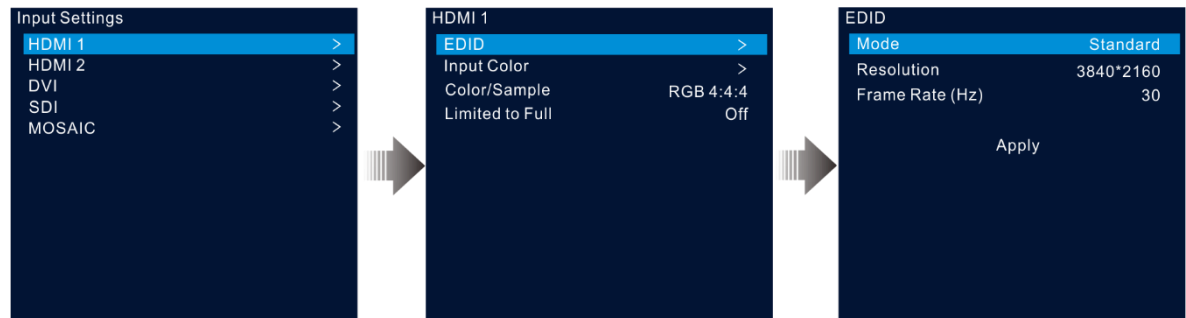 Input Settings
HDMI 1 >
HDMI 2 >
DVI >
SDI >
MOSAIC >
HDMI 1
EDID >
Input Color >
Color/Sample RGB 4:4:4
Limited to Full Off
EDID
Mode Standard
Resolution 3840*2160
Frame Rate (Hz) 30
Apply